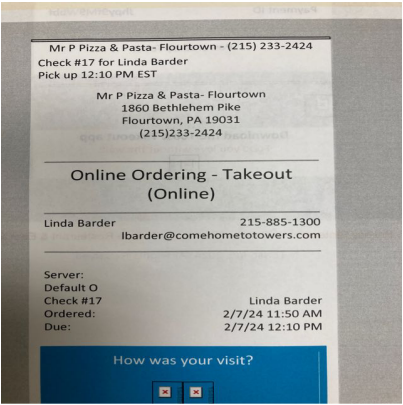 Mr P Pizza & Pasta- Flourtown - (215) 233-2424
Check #17 for Linda Barder
Pick up 12:10 PM EST
Mr P Pizza & Pasta- Flourtown
1860 Bethlehem Pike
Flourtown, PA 19031
(215)233-2424
Online Ordering - Takeout
(Online)
Linda Barder 215-885-1300
lbarder@comehometotowers.com
Server:
Default O
Check #17 Linda Barder
Ordered: 2/7/24 11:50 AM
Due: 2/7/24 12:10 PM
How was your visit?